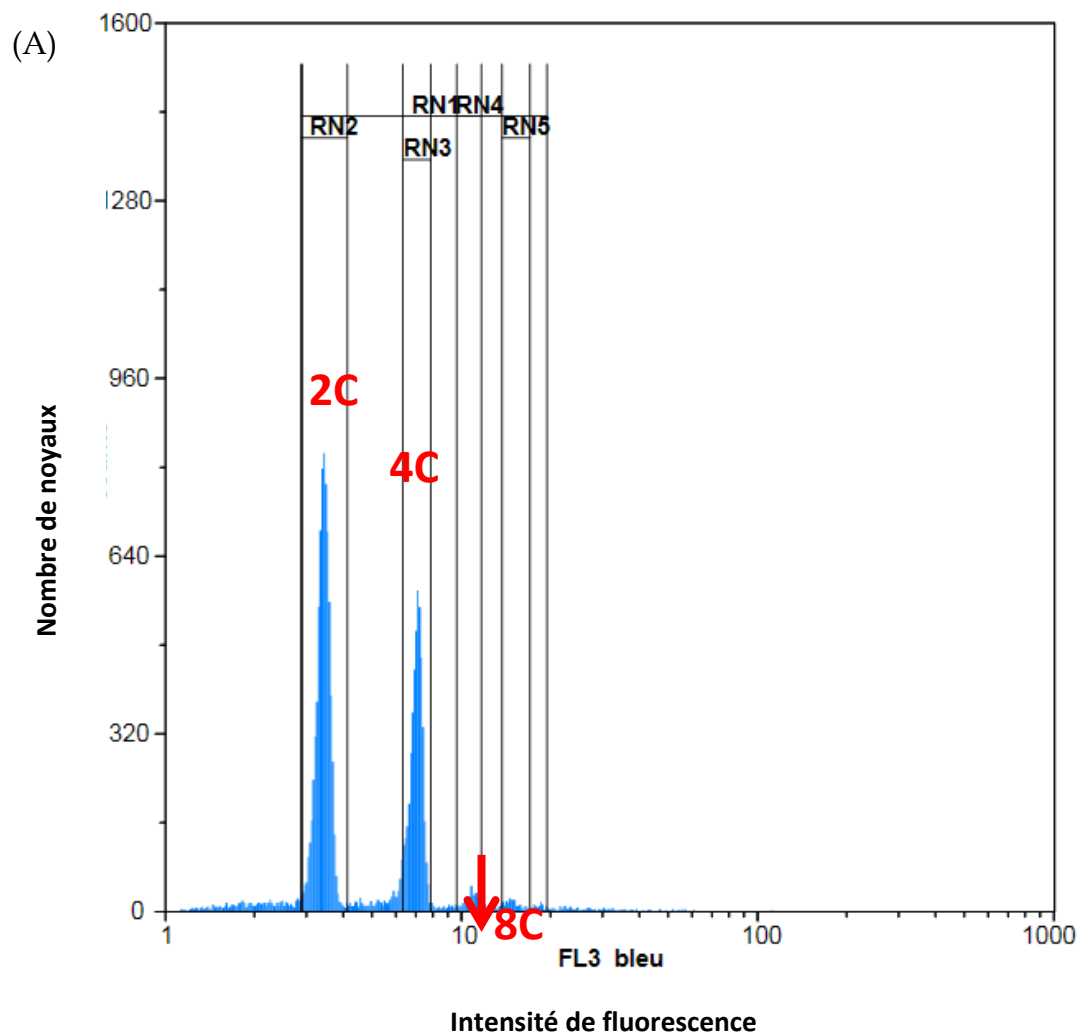 (A)
1600
RN1 RN4
RN2
RN5
RN3
1280
960
2C
4C
640
320
0
8C
1 10 100 1000
FL3 bleu
Nombre de noyaux
Intensité de fluorescence